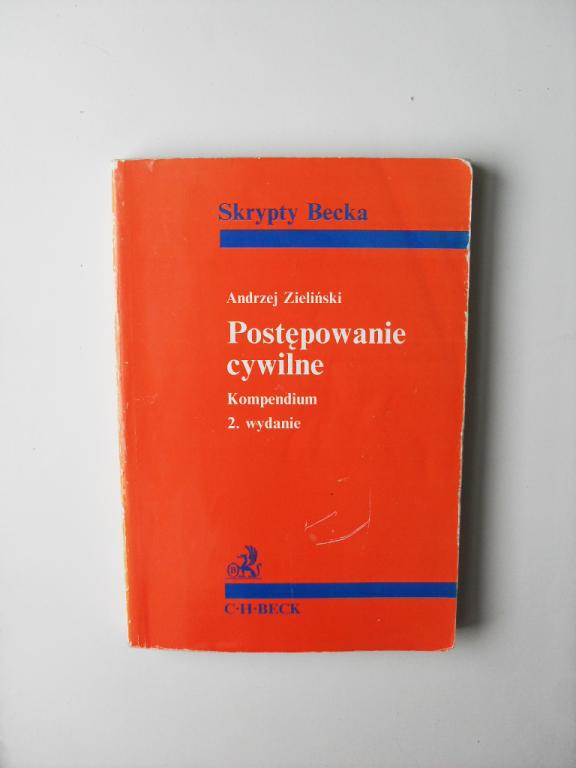 Skrypty Becka
Andrzej Zieliński
Postępowanie
cywilne
Kompendium
2. wydanie
B
C·H·BECK